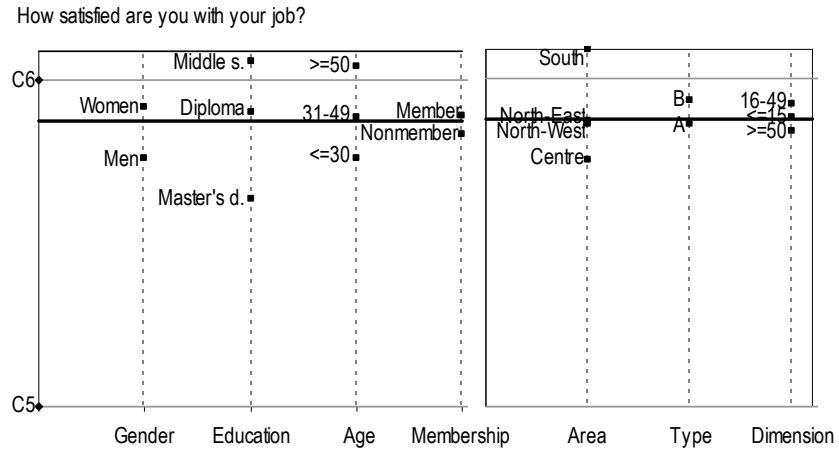 How satisfied are you with your job?
C6
Middle s.
>=50
South
Women
Diploma
31-49
Member
Nonmember
North-East
North-West
B
A
16-49
<=15
>=50
Men
<=30
Centre
Master's d.
C5
Gender Education Age Membership Area Type Dimension